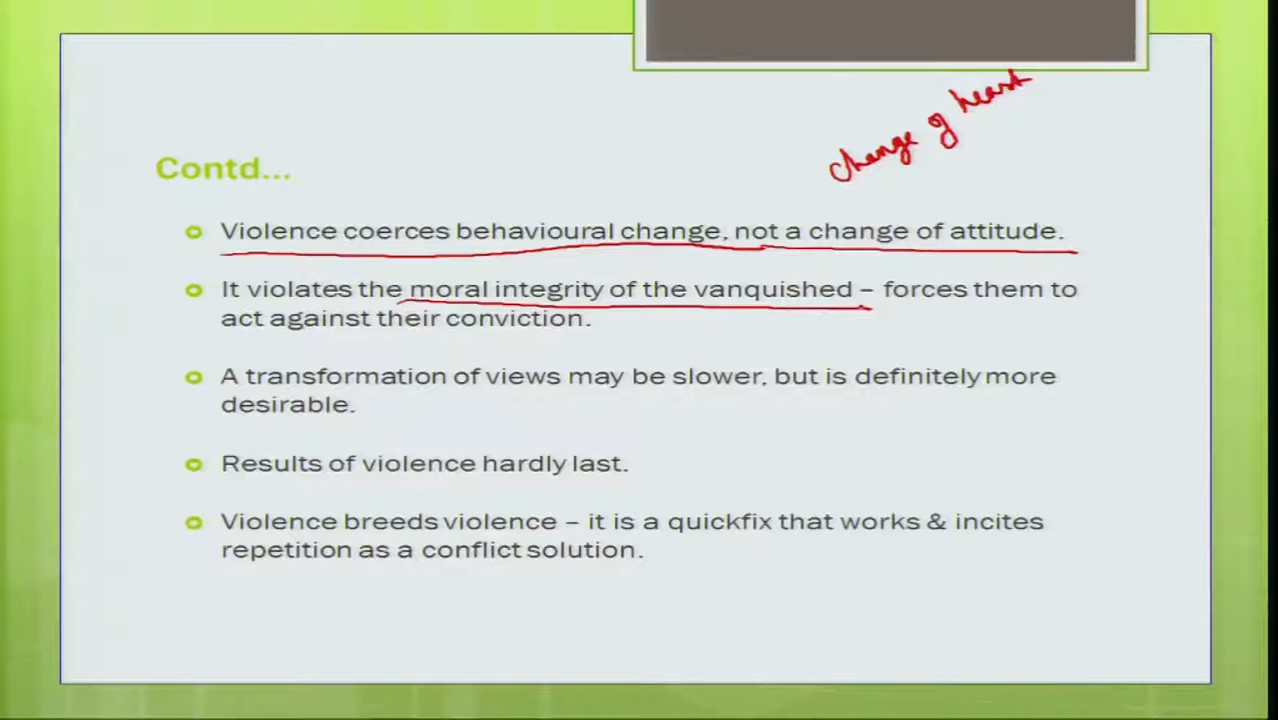 change of heart
Contd...
Violence coerces behavioural change, not a change of attitude.
It violates the moral integrity of the vanquished – forces them to
act against their conviction.
A transformation of views may be slower, but is definitely more
desirable.
Results of violence hardly last.
Violence breeds violence – it is a quickfix that works & incites
repetition as a conflict solution.